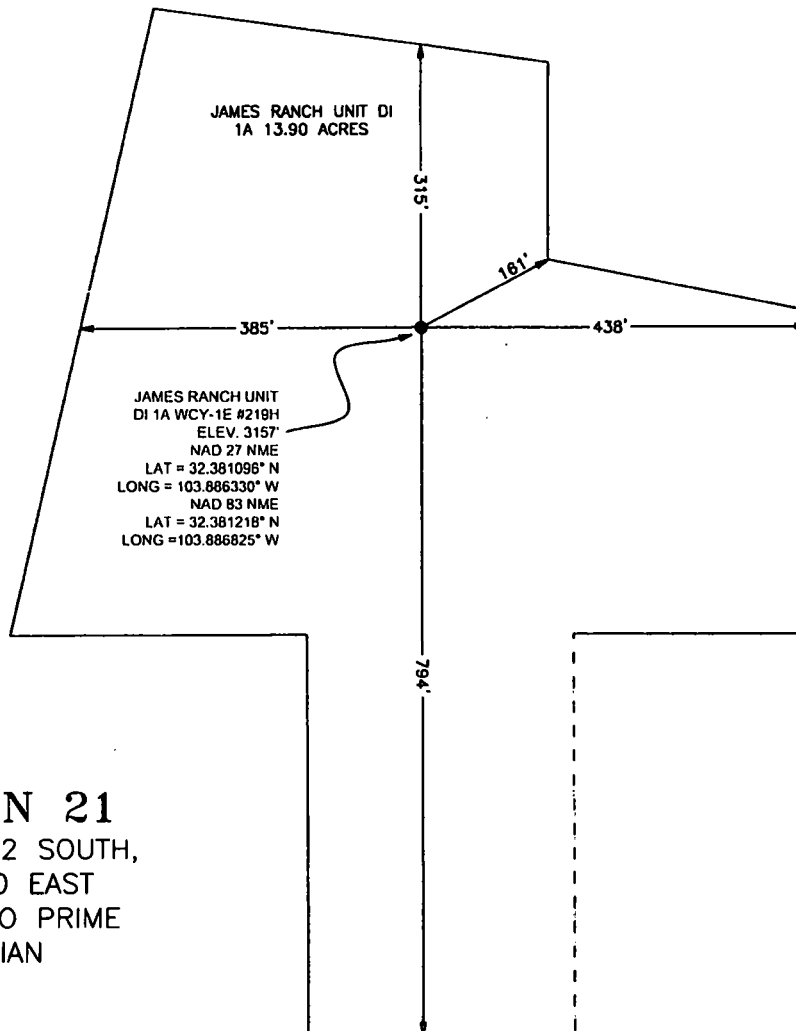 JAMES RANCH UNIT DI
1A 13.90 ACRES
315'
161'
385'
438'
JAMES RANCH UNIT
DI 1A WCY-1E #219H
ELEV. 3157'
NAD 27 NME
LAT = 32.381096° N
LONG = 103.886330° W
NAD 83 NME
LAT = 32.381218° N
LONG =103.886825° W
794'
N 21
2 SOUTH,
EAST
O PRIME
IAN